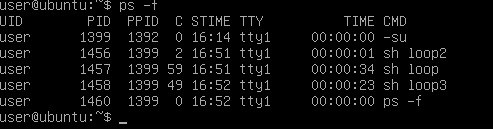 user@ubuntu:~$ ps -f
UID        PID  PPID  C STIME TTY          TIME CMD
user      1399  1392  0 16:14 tty1     00:00:00 -su
user      1456  1399  2 16:51 tty1     00:00:01 sh loop2
user      1457  1399 59 16:51 tty1     00:00:34 sh loop
user      1458  1399 49 16:52 tty1     00:00:23 sh loop3
user      1460  1399  0 16:52 tty1     00:00:00 ps -f
user@ubuntu:~$ _